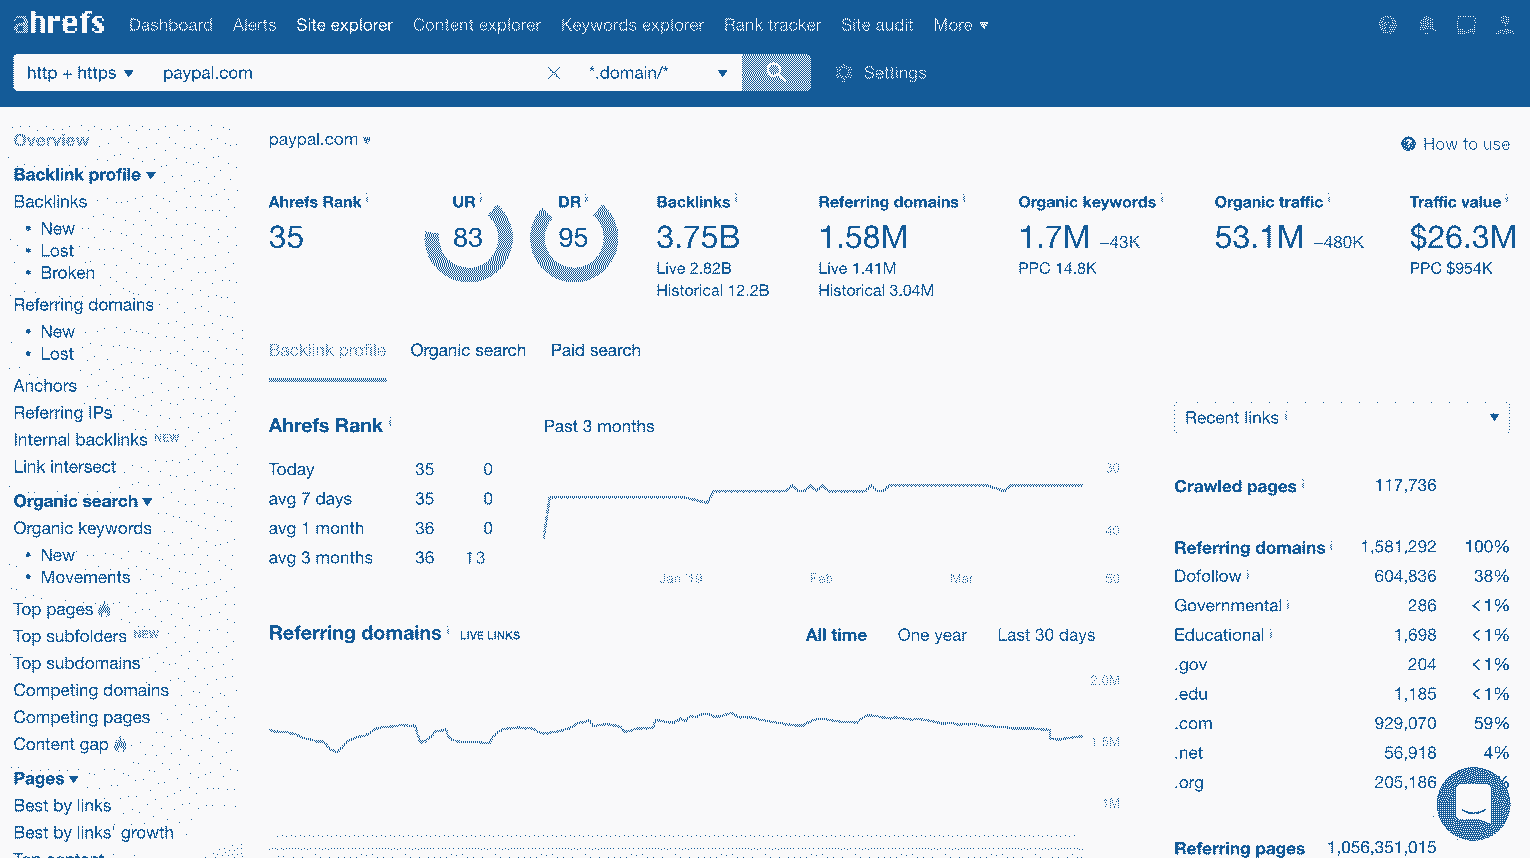 ahrefs Dashboard Alerts Site explorer Content explorer Keywords explorer Rank tracker Site audit More
http + https paypal.com *.domain/* Settings
Overview
Backlink profile
Backlinks
• New
• Lost
• Broken
Referring domains
• New
• Lost
Anchors
Referring IPs
Internal backlinks NEW
Link intersect
Organic search
Organic keywords
• New
• Movements
Top pages
Top subfolders NEW
Top subdomains
Competing domains
Competing pages
Content gap
Pages
Best by links
Best by links' growth
Top content
paypal.com
How to use
Ahrefs Rank
35
UR
83
DR
95
Backlinks
3.75B
Live 2.82B
Historical 12.2B
Referring domains
1.58M
Live 1.41M
Historical 3.04M
Organic keywords
1.7M –43K
PPC 14.8K
Organic traffic
53.1M –480K
Traffic value
$26.3M
PPC $954K
Backlink profile Organic search Paid search
Ahrefs Rank
Past 3 months
Today 35 0
avg 7 days 35 0
avg 1 month 36 0
avg 3 months 36 ↑3
30
40
50
Jan '19 Feb Mar
Referring domains LIVE LINKS
All time One year Last 30 days
2.0M
1.5M
1M
Recent links
Crawled pages 117,736
Referring domains 1,581,292 100%
Dofollow 604,836 38%
Governmental 286 <1%
Educational 1,698 <1%
.gov 204 <1%
.edu 1,185 <1%
.com 929,070 59%
.net 56,918 4%
.org 205,186
Referring pages 1,056,351,015